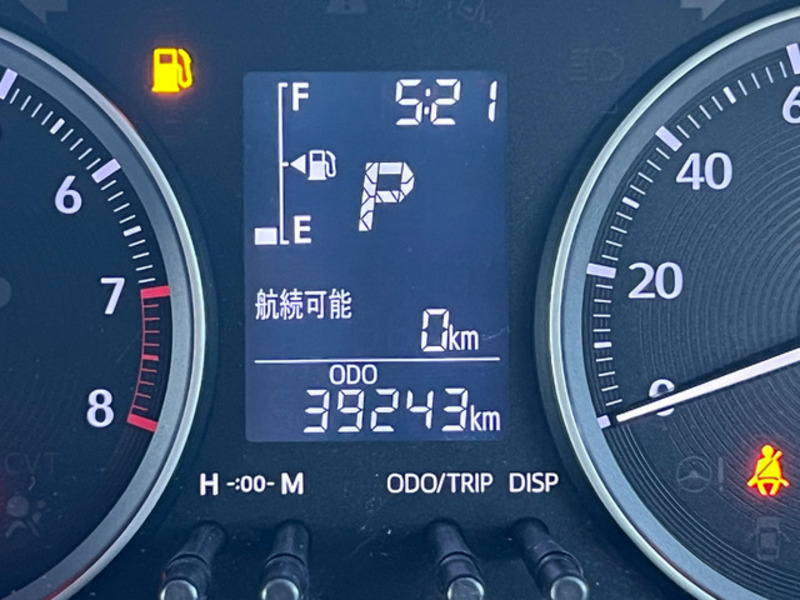 F
5:21
P
E
航続可能
0km
ODO
39243km
H -:00- M
ODO/TRIP DISP
6
7
8
6
40
20
0
CVT